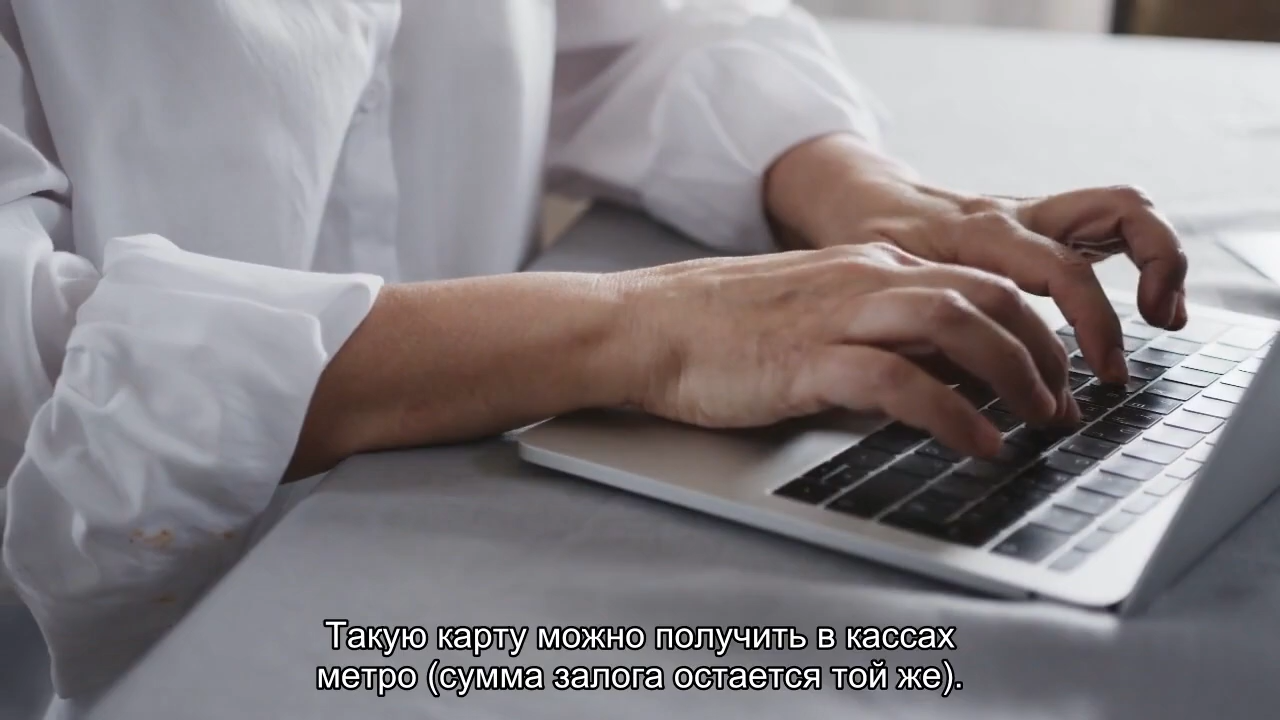 Такую карту можно получить в кассах
метро (сумма залога остается той же).